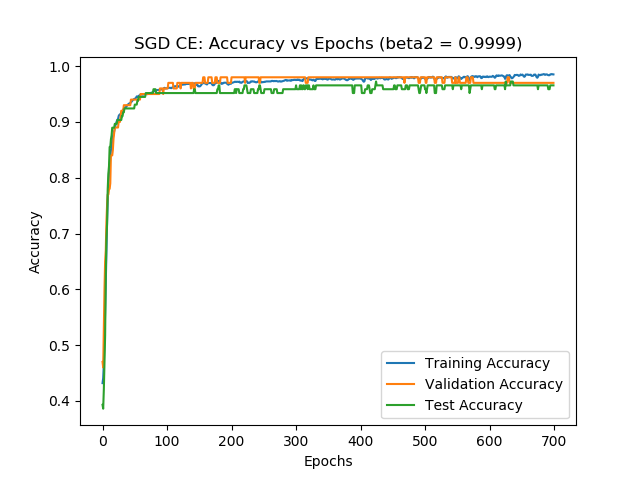 SGD CE: Accuracy vs Epochs (beta2 = 0.9999)
1.0
0.9
0.8
0.7
0.6
0.5
0.4
Accuracy
Training Accuracy
Validation Accuracy
Test Accuracy
0 100 200 300 400 500 600 700
Epochs